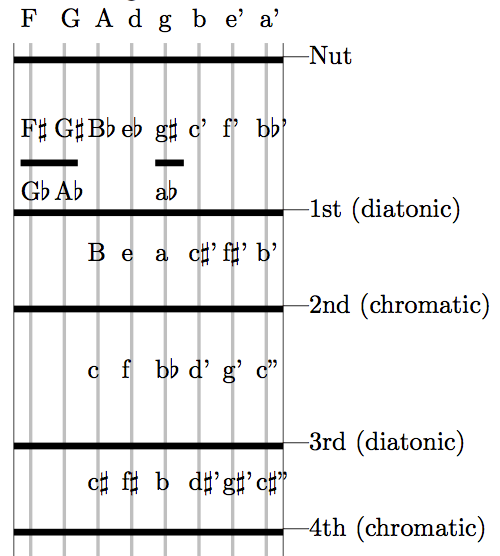 F G A d g b e’ a’
Nut
F♯ G♯ B♭ e♭ g♯ c’ f’ b♭’
G♭ A♭ a♭
1st (diatonic)
B e a c♯’ f♯’ b’
2nd (chromatic)
c f b♭ d’ g’ c”
3rd (diatonic)
c♯ f♯ b d♯’ g♯’ c♯”
4th (chromatic)